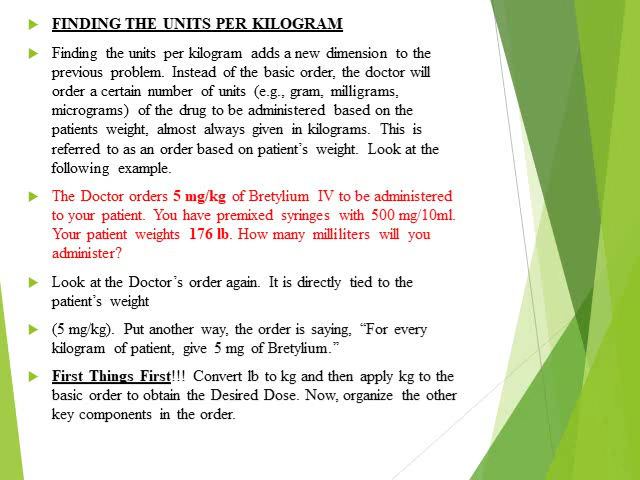 FINDING THE UNITS PER KILOGRAM
Finding the units per kilogram adds a new dimension to the
previous problem. Instead of the basic order, the doctor will
order a certain number of units (e.g., gram, milligrams,
micrograms) of the drug to be administered based on the
patients weight, almost always given in kilograms. This is
referred to as an order based on patient’s weight. Look at the
following example.
The Doctor orders 5 mg/kg of Bretylium IV to be administered
to your patient. You have premixed syringes with 500 mg/10ml.
Your patient weights 176 lb. How many milliliters will you
administer?
Look at the Doctor’s order again. It is directly tied to the
patient’s weight
(5 mg/kg). Put another way, the order is saying, “For every
kilogram of patient, give 5 mg of Bretylium.”
First Things First!!! Convert lb to kg and then apply kg to the
basic order to obtain the Desired Dose. Now, organize the other
key components in the order.